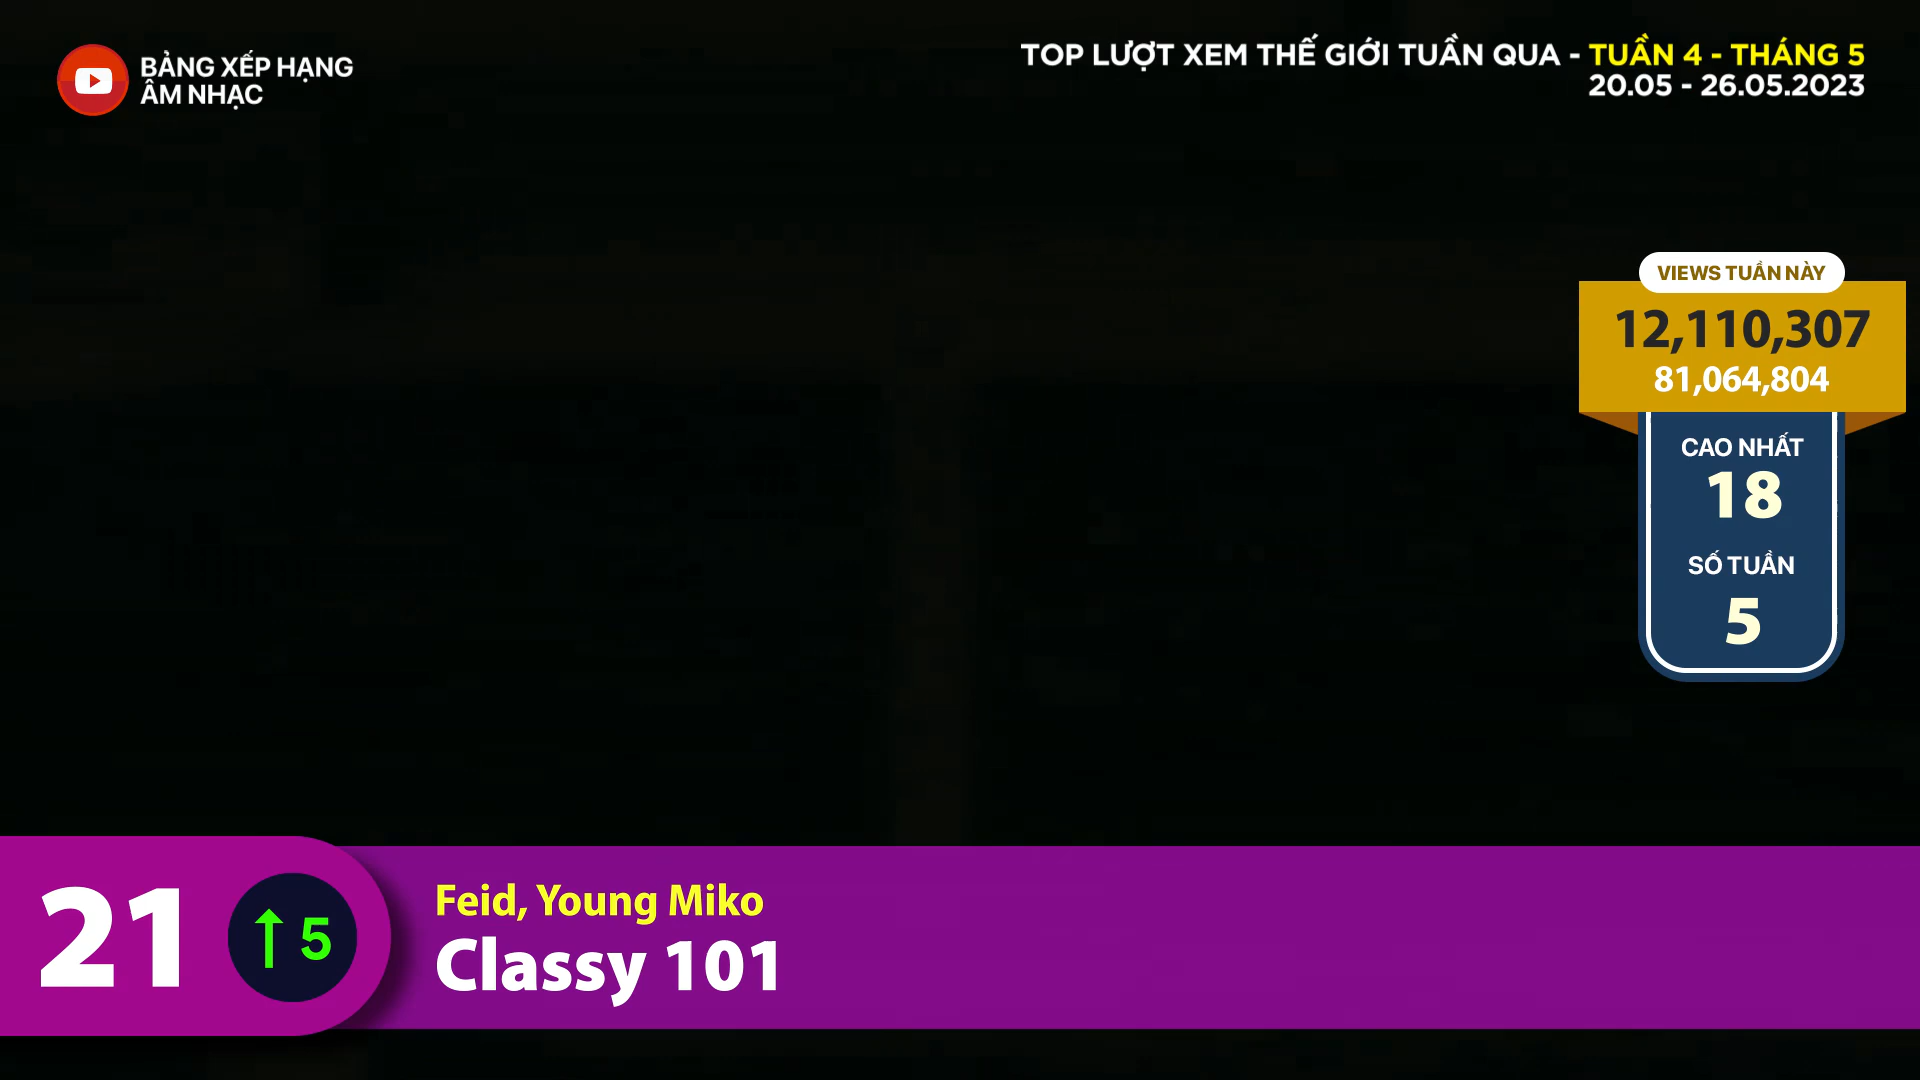 BẢNG XẾP HẠNG
ÂM NHẠC
TOP LƯỢT XEM THẾ GIỚI TUẦN QUA - TUẦN 4 - THÁNG 5
20.05 - 26.05.2023
VIEWS TUẦN NÀY
12,110,307
81,064,804
CAO NHẤT
18
SỐ TUẦN
5
21
↑ 5
Feid, Young Miko
Classy 101